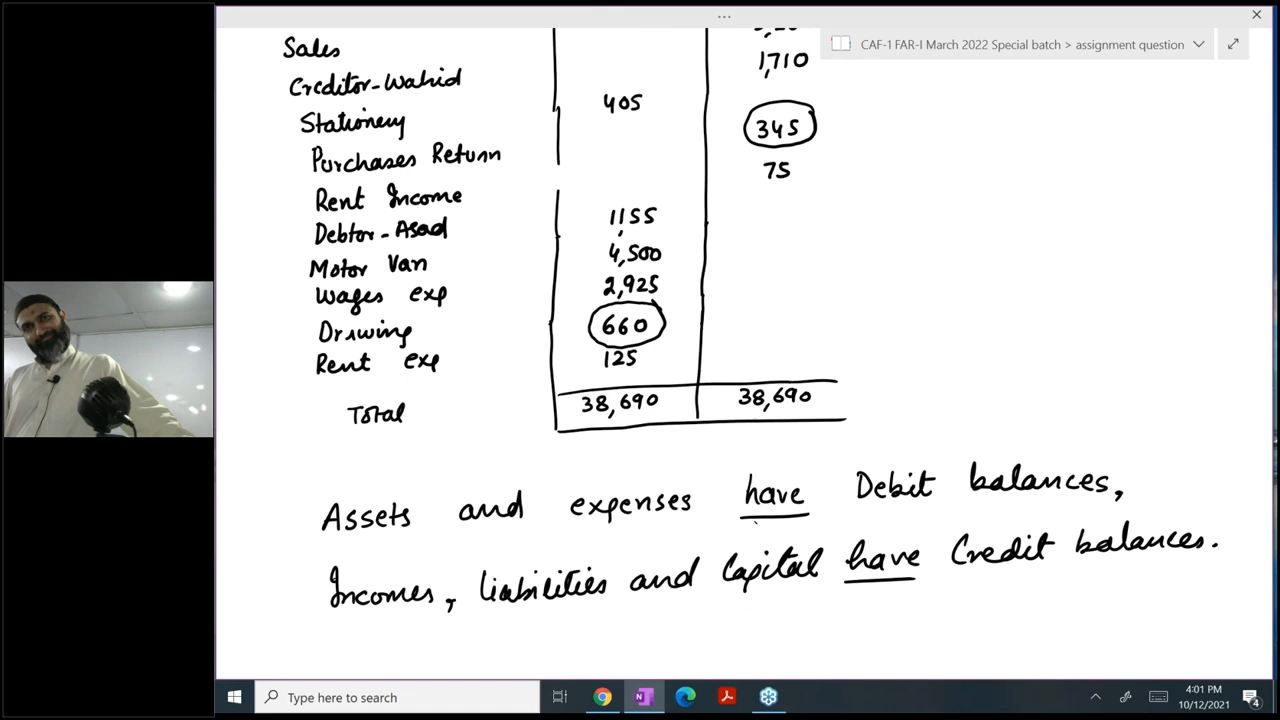 CAF-1 FAR-I March 2022 Special batch > assignment question
Sales
Creditor-Wahid 1,710
Stationery 405
Purchases Return 345
Rent Income 75
Debtor-Asad 1,155
Motor Van 4,500
Wages exp 2,925
Drawing 660
Rent exp 125
Total 38,690 38,690
Assets and expenses have Debit balances,
Incomes, liabilities and Capital have Credit balances.
Type here to search
4:01 PM
10/12/2021
4